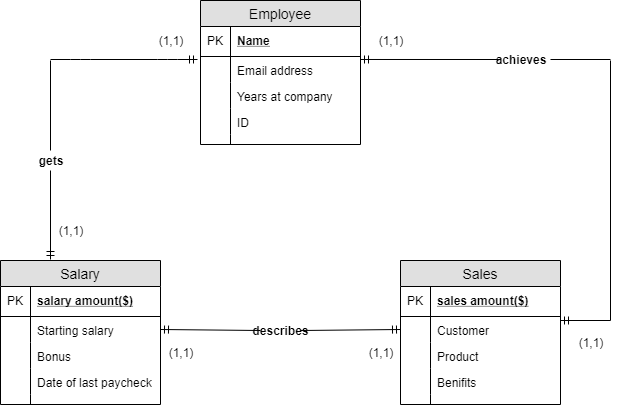 Employee
(1,1)
PK Name
(1,1)
achieves
Email address
Years at company
ID
gets
(1,1)
Salary
PK salary amount($)
Starting salary
Bonus
Date of last paycheck
describes
(1,1)
(1,1)
Sales
PK sales amount($)
Customer
Product
Benifits
(1,1)